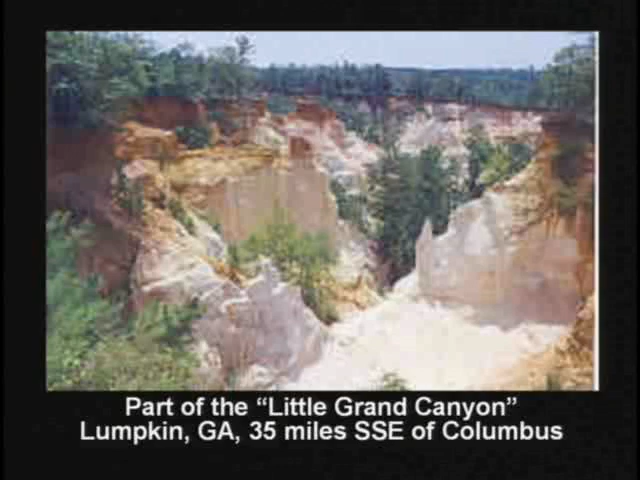 Part of the “Little Grand Canyon”
Lumpkin, GA, 35 miles SSE of Columbus